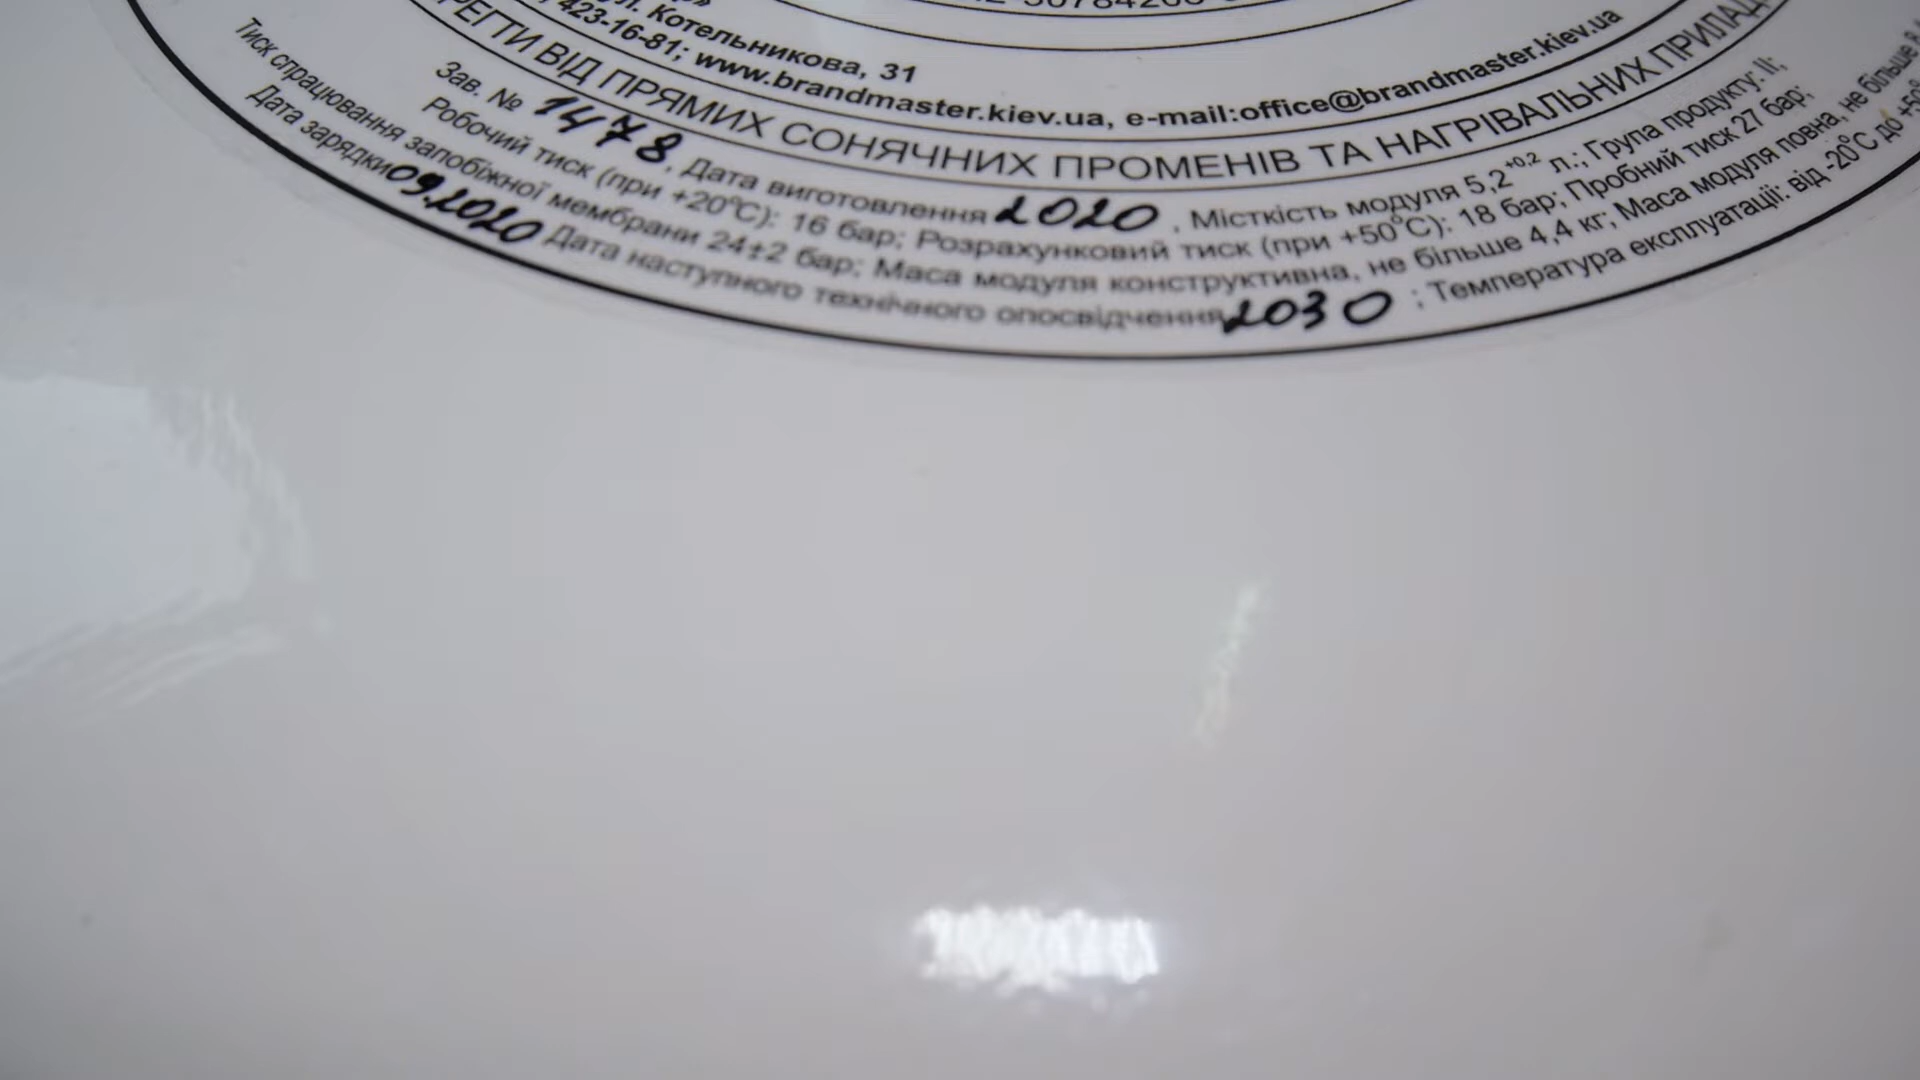 ул. Котельникова, 31
423-16-81; www.brandmaster.kiev.ua, e-mail:office@brandmaster.kiev.ua
ВІД ПРЯМИХ СОНЯЧНИХ ПРОМЕНІВ ТА НАГРІВАЛЬНИХ
Зав. № 1478, Дата виготовлення 2020, Місткість модуля 5,2+0,2 л.; Група продукту: ІІ;
Робочий тиск (при +20°С): 16 бар; Розрахунковий тиск (при +50°С): 18 бар; Пробний тиск 27 бар;
Тиск спрацювання запобіжної мембрани 24±2 бар; Маса модуля конструктивна, не більше 4,4 кг; Маса модуля повна, не більше
Дата зарядки 09.2020 Дата наступного технічного опосвідчення 2030 ; Температура експлуатації: від -20°С до +50°